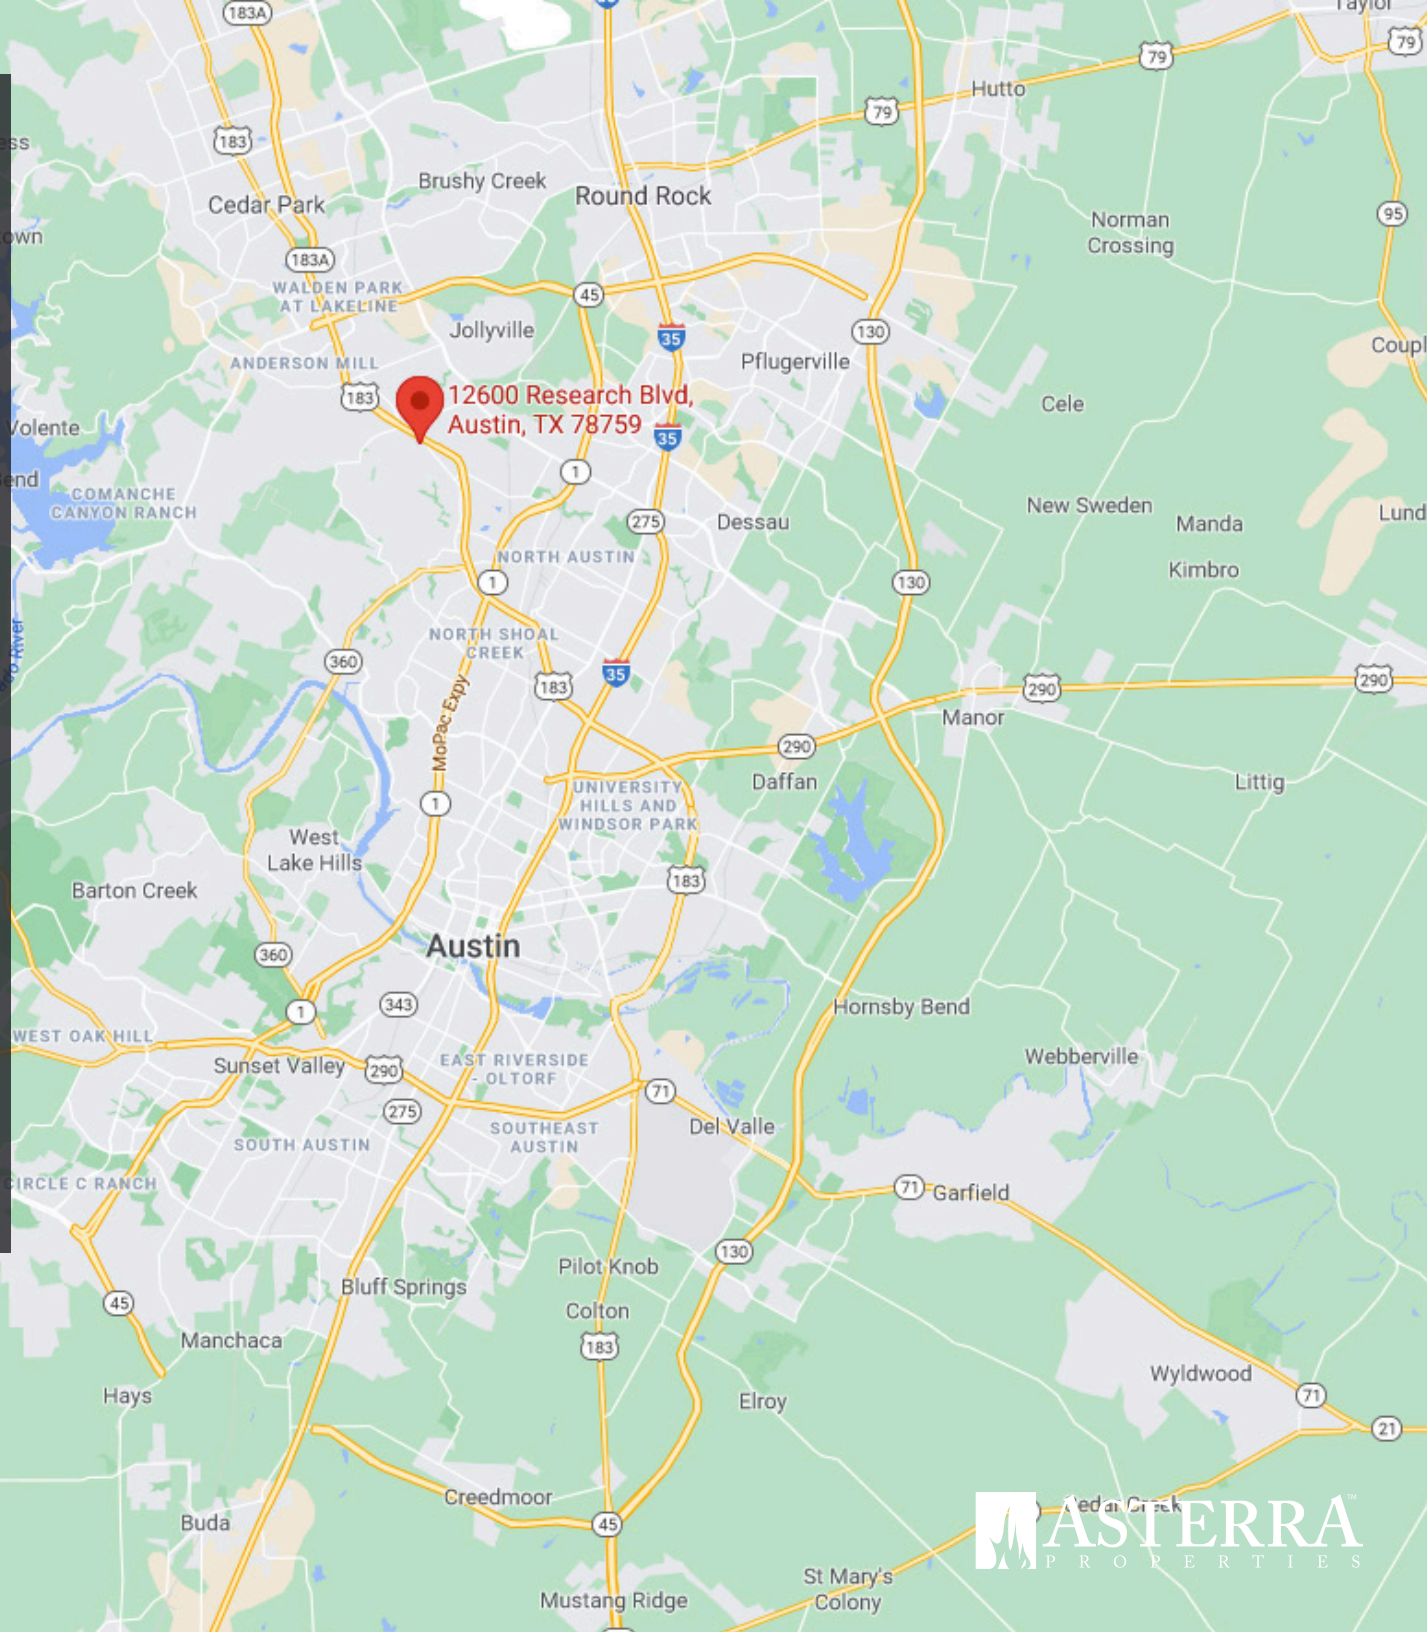 183A
Taylor
79
79
Hutto
79
183
Brushy Creek
Round Rock
Cedar Park
95
Norman
Crossing
183A
WALDEN PARK
AT LAKELINE
45
Jollyville
130
35
Pflugerville
ANDERSON MILL
183
12600 Research Blvd,
Austin, TX 78759
Cele
Volente
35
1
COMANCHE
CANYON RANCH
New Sweden
Manda
275
Dessau
NORTH AUSTIN
Kimbro
1
130
NORTH SHOAL
CREEK
360
35
183
290
290
MoPac Expy
Manor
290
Daffan
Littig
UNIVERSITY
HILLS AND
WINDSOR PARK
1
West
Lake Hills
183
Barton Creek
Austin
360
343
1
Hornsby Bend
WEST OAK HILL
Sunset Valley
290
EAST RIVERSIDE
- OLTORF
Webberville
71
275
SOUTH AUSTIN
SOUTHEAST
AUSTIN
Del Valle
CIRCLE C RANCH
71
Garfield
130
Pilot Knob
Bluff Springs
45
Colton
Manchaca
183
Wyldwood
Hays
71
Elroy
21
Creedmoor
Cedar Creek
Buda
45
ASTERRA™
PROPERTIES
St Mary's
Colony
Mustang Ridge